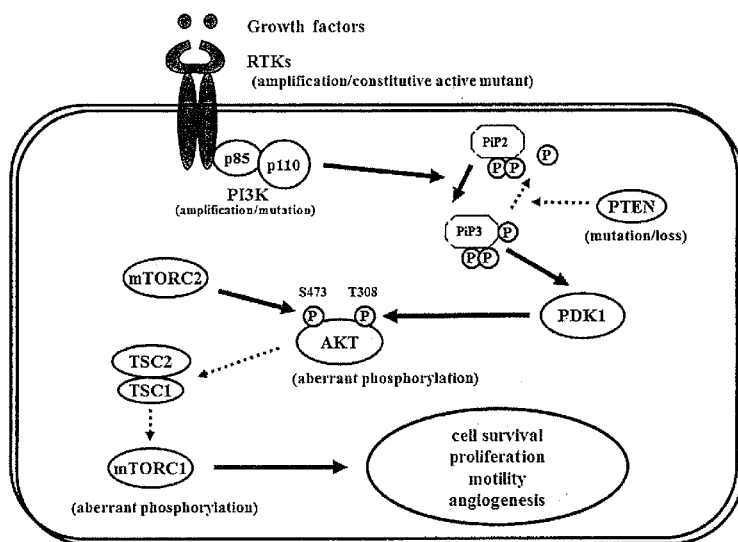 Growth factors
RTKs
(amplification/constitutive active mutant)
p85
p110
PI3K
(amplification/mutation)
PiP2
P
P
P
PTEN
(mutation/loss)
PiP3
P
P
P
mTORC2
S473
T308
P
P
AKT
(aberrant phosphorylation)
PDK1
TSC2
TSC1
mTORC1
(aberrant phosphorylation)
cell survival
proliferation
motility
angiogenesis